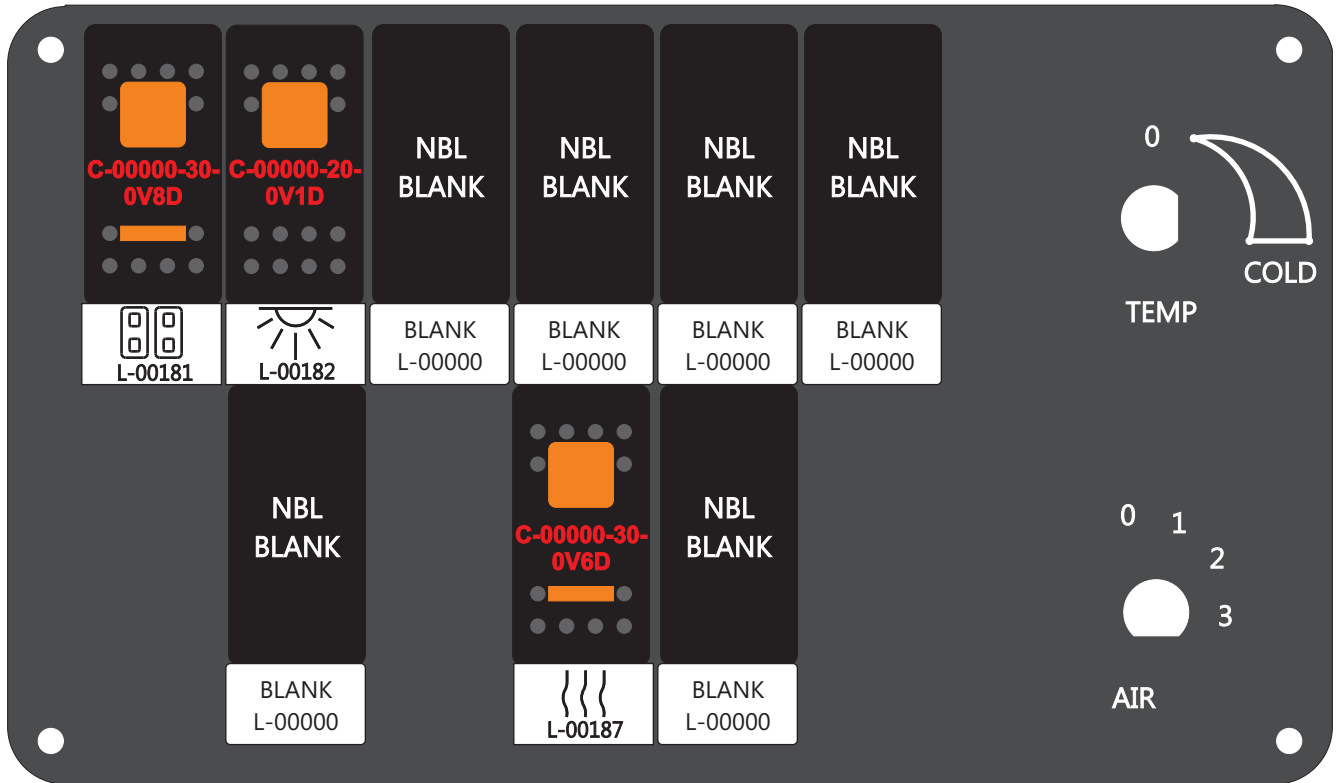 C-00000-30-
0V8D
C-00000-20-
0V1D
NBL
BLANK
NBL
BLANK
NBL
BLANK
NBL
BLANK
L-00181
L-00182
BLANK
L-00000
BLANK
L-00000
BLANK
L-00000
BLANK
L-00000
0
COLD
TEMP
NBL
BLANK
C-00000-30-
0V6D
NBL
BLANK
BLANK
L-00000
L-00187
BLANK
L-00000
0
1
2
3
AIR